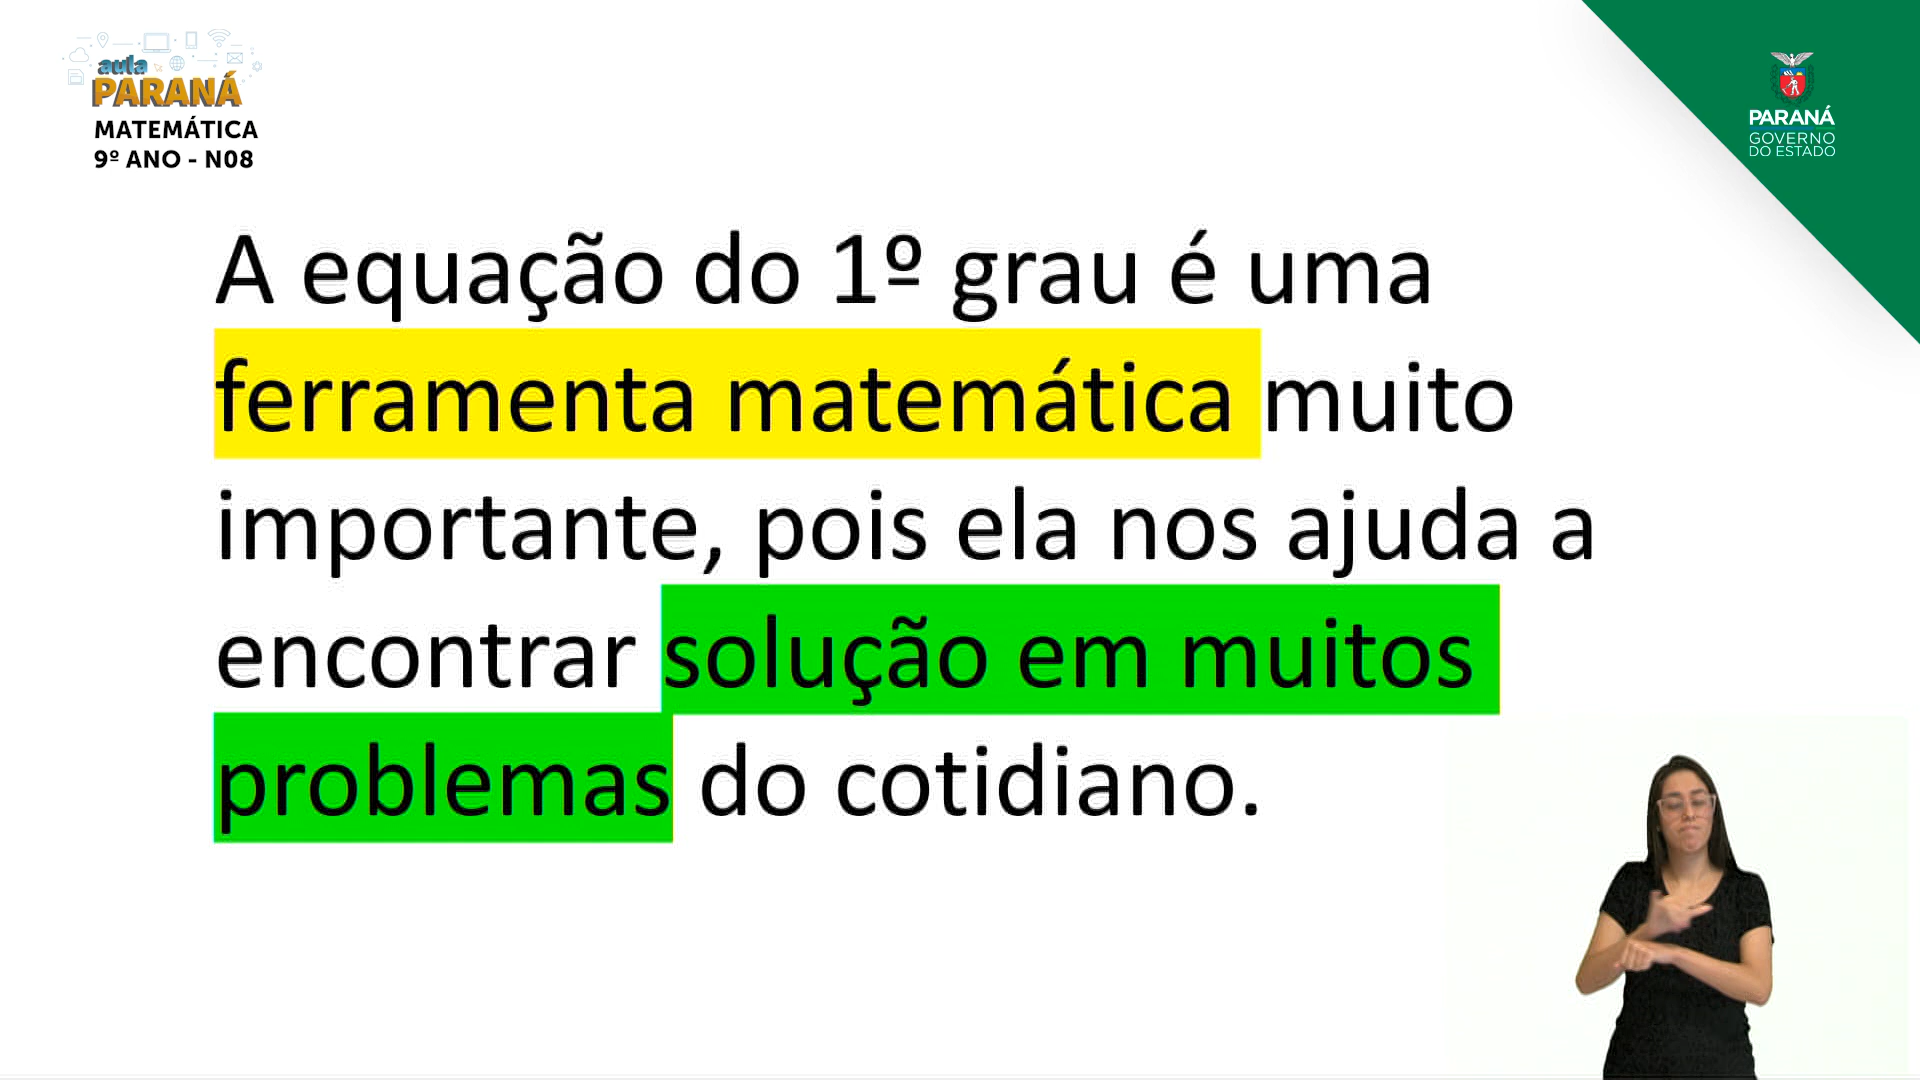 aula
PARANÁ
MATEMÁTICA
9º ANO - N08
PARANÁ
GOVERNO
DO ESTADO
A equação do 1º grau é uma
ferramenta matemática muito
importante, pois ela nos ajuda a
encontrar solução em muitos
problemas do cotidiano.